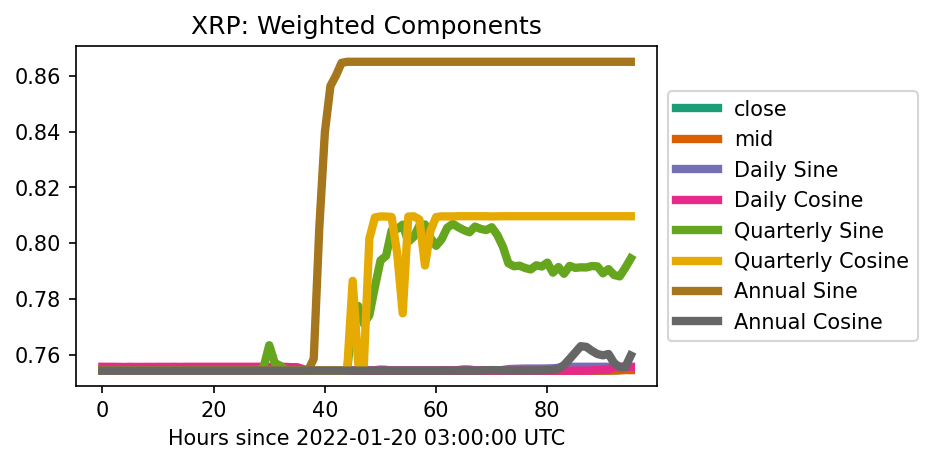 XRP: Weighted Components
0.86
0.84
0.82
0.80
0.78
0.76
0 20 40 60 80
Hours since 2022-01-20 03:00:00 UTC
close
mid
Daily Sine
Daily Cosine
Quarterly Sine
Quarterly Cosine
Annual Sine
Annual Cosine